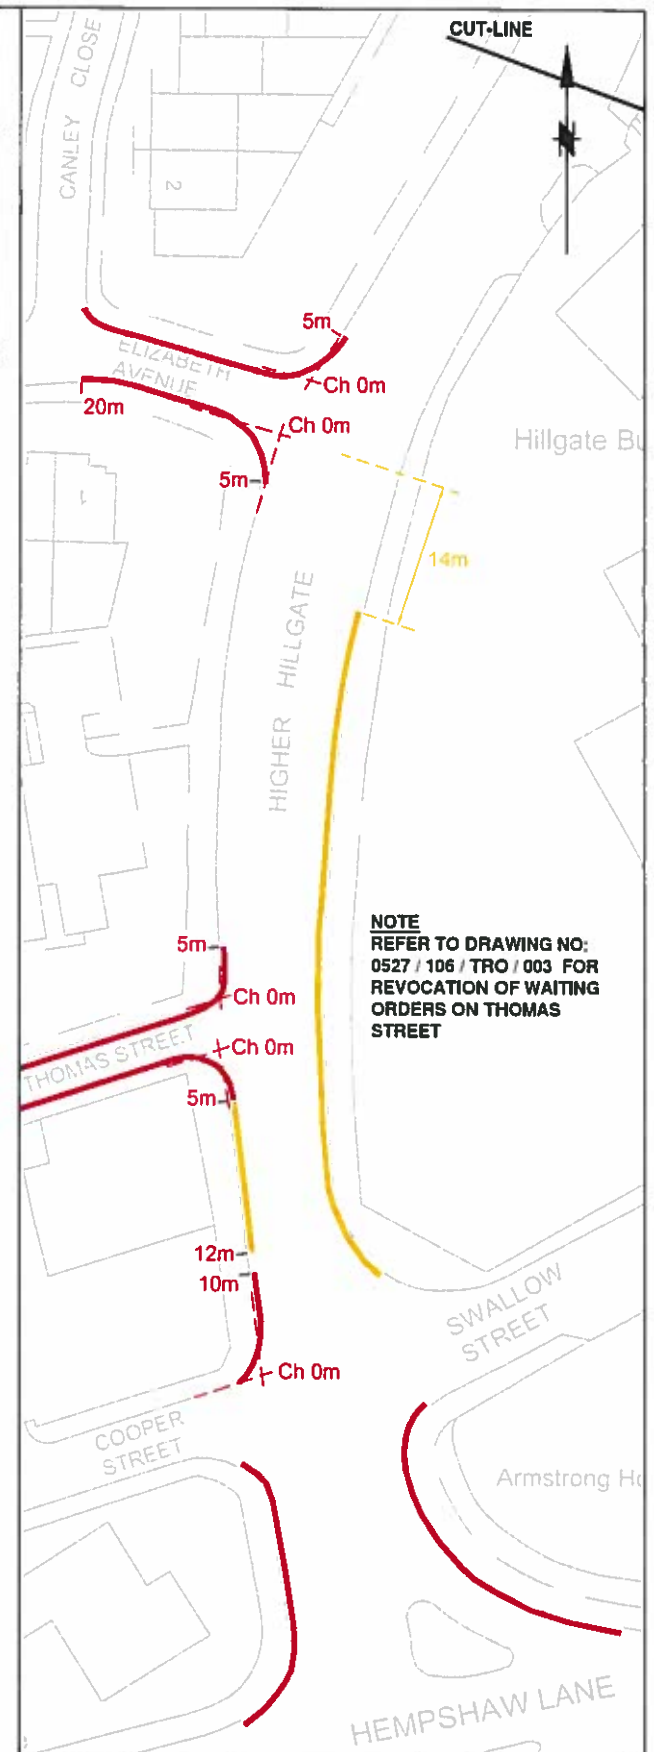 CUT-LINE
CANLEY CLOSE
2
N
5m
ELIZABETH
AVENUE
Ch 0m
20m
Ch 0m
Hillgate Bu
5m
14m
HIGHER HILLGATE
NOTE
REFER TO DRAWING NO:
0527 / 106 / TRO / 003 FOR
REVOCATION OF WAITING
ORDERS ON THOMAS
STREET
5m
Ch 0m
THOMAS STREET
Ch 0m
5m
12m
10m
SWALLOW
STREET
Ch 0m
COOPER
STREET
Armstrong Ho
HEMPSHAW LANE